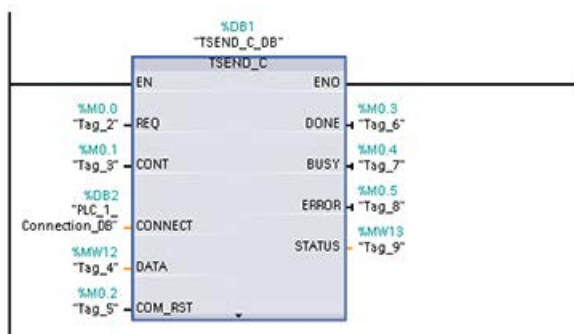 %DB1
"TSEND_C_DB"
TSEND_C
EN ENO
%M0.0 %M0.3
"Tag_2" REQ DONE "Tag_6"
%M0.1 %M0.4
"Tag_3" CONT BUSY "Tag_7"
%DB2 %M0.5
"PLC_1_
ERROR "Tag_8"
Connection_DB" CONNECT
%MW12 %MW13
STATUS "Tag_9"
"Tag_4" DATA
%M0.2
"Tag_5" COM_RST